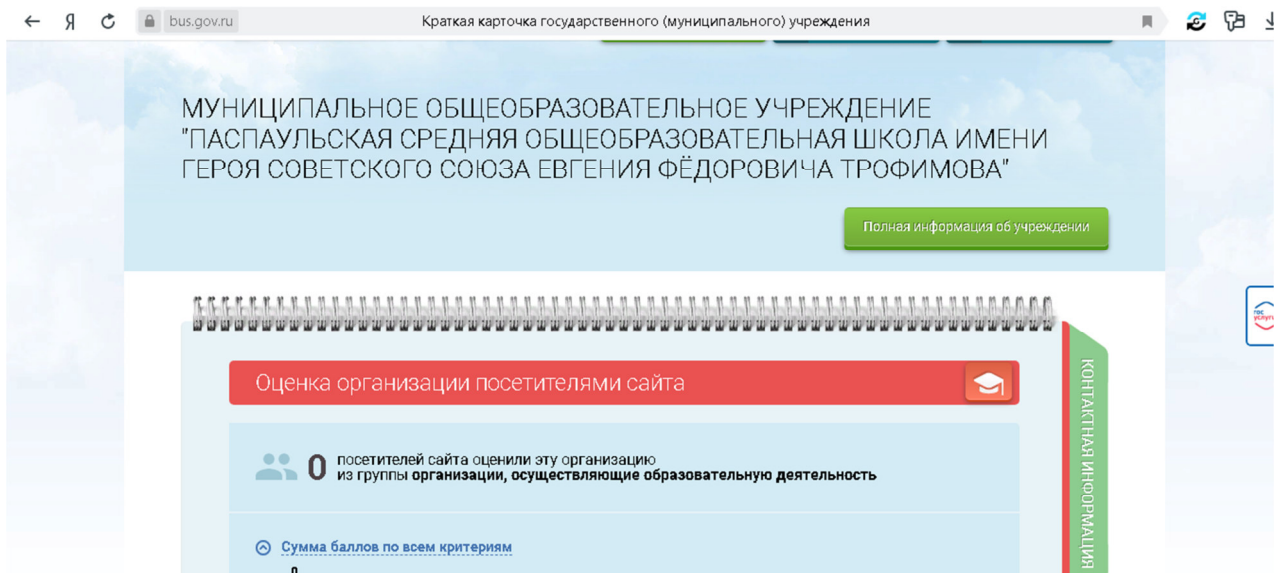 Я bus.gov.ru Краткая карточка государственного (муниципального) учреждения
МУНИЦИПАЛЬНОЕ ОБЩЕОБРАЗОВАТЕЛЬНОЕ УЧРЕЖДЕНИЕ
"ПАСПАУЛЬСКАЯ СРЕДНЯЯ ОБЩЕОБРАЗОВАТЕЛЬНАЯ ШКОЛА ИМЕНИ
ГЕРОЯ СОВЕТСКОГО СОЮЗА ЕВГЕНИЯ ФЁДОРОВИЧА ТРОФИМОВА"
Полная информация об учреждении
гос
услуги
Оценка организации посетителями сайта
КОНТАКТНАЯ ИНФОРМАЦИЯ
0 посетителей сайта оценили эту организацию
из группы организации, осуществляющие образовательную деятельность
Сумма баллов по всем критериям